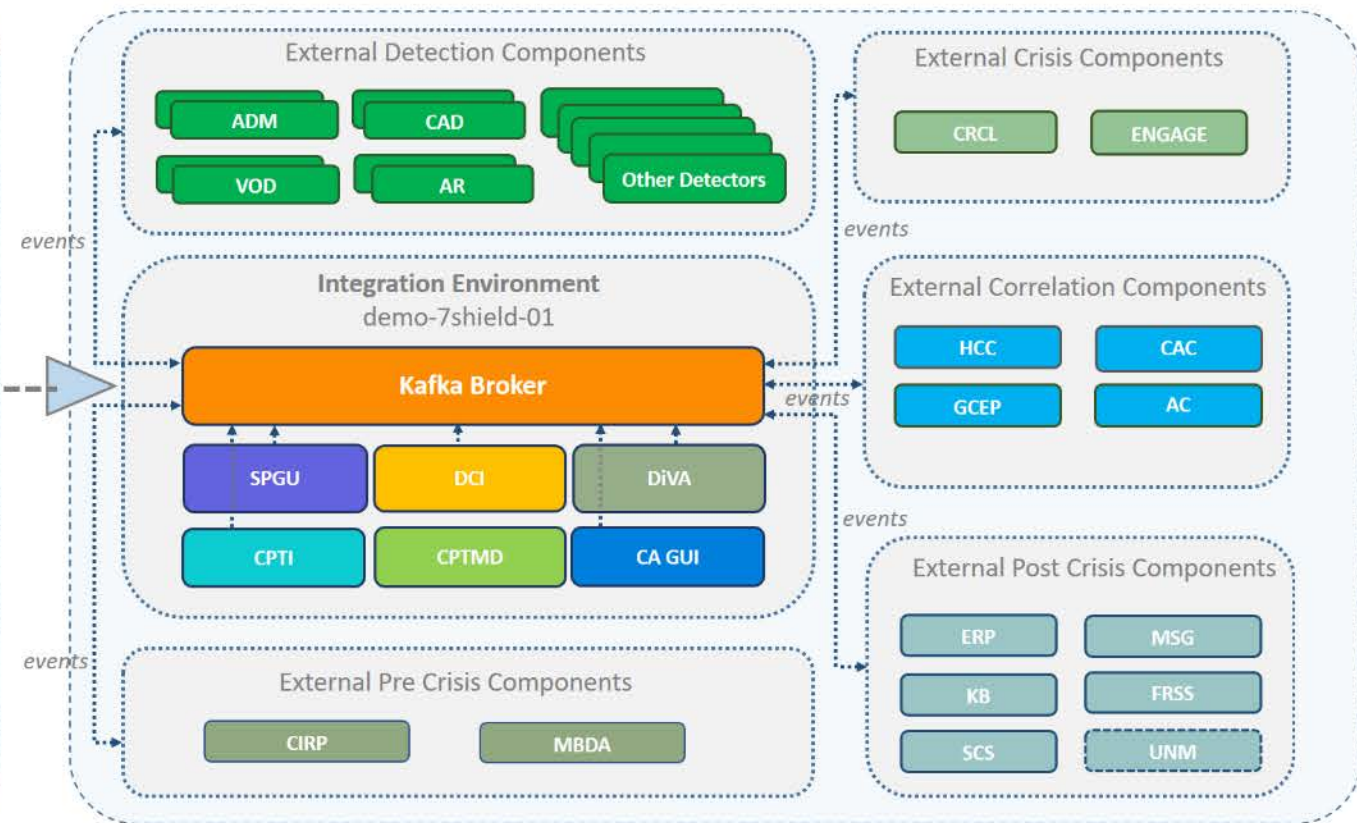 External Detection Components
ADM
CAD
VOD
AR
Other Detectors
External Crisis Components
CRCL
ENGAGE
events
events
Integration Environment
demo-7shield-01
Kafka Broker
SPGU
DCI
DiVA
CPTI
CPTMD
CA GUI
External Correlation Components
HCC
CAC
GCEP
AC
events
events
events
External Pre Crisis Components
CIRP
MBDA
External Post Crisis Components
ERP
MSG
KB
FRSS
SCS
UNM